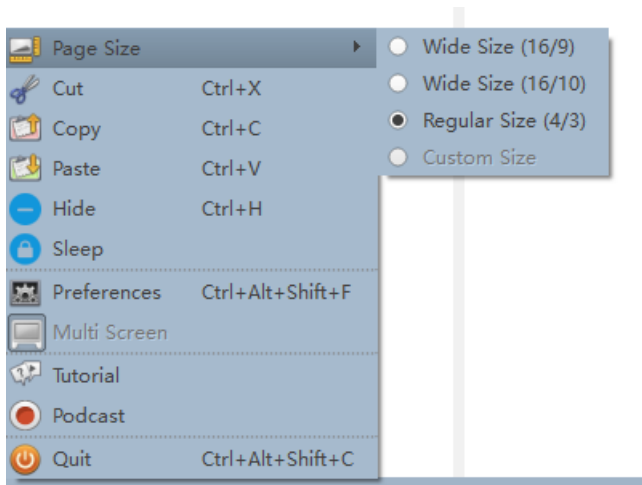 Page Size
Cut Ctrl+X
Copy Ctrl+C
Paste Ctrl+V
Hide Ctrl+H
Sleep
Preferences Ctrl+Alt+Shift+F
Multi Screen
Tutorial
Podcast
Quit Ctrl+Alt+Shift+C
Wide Size (16/9)
Wide Size (16/10)
Regular Size (4/3)
Custom Size